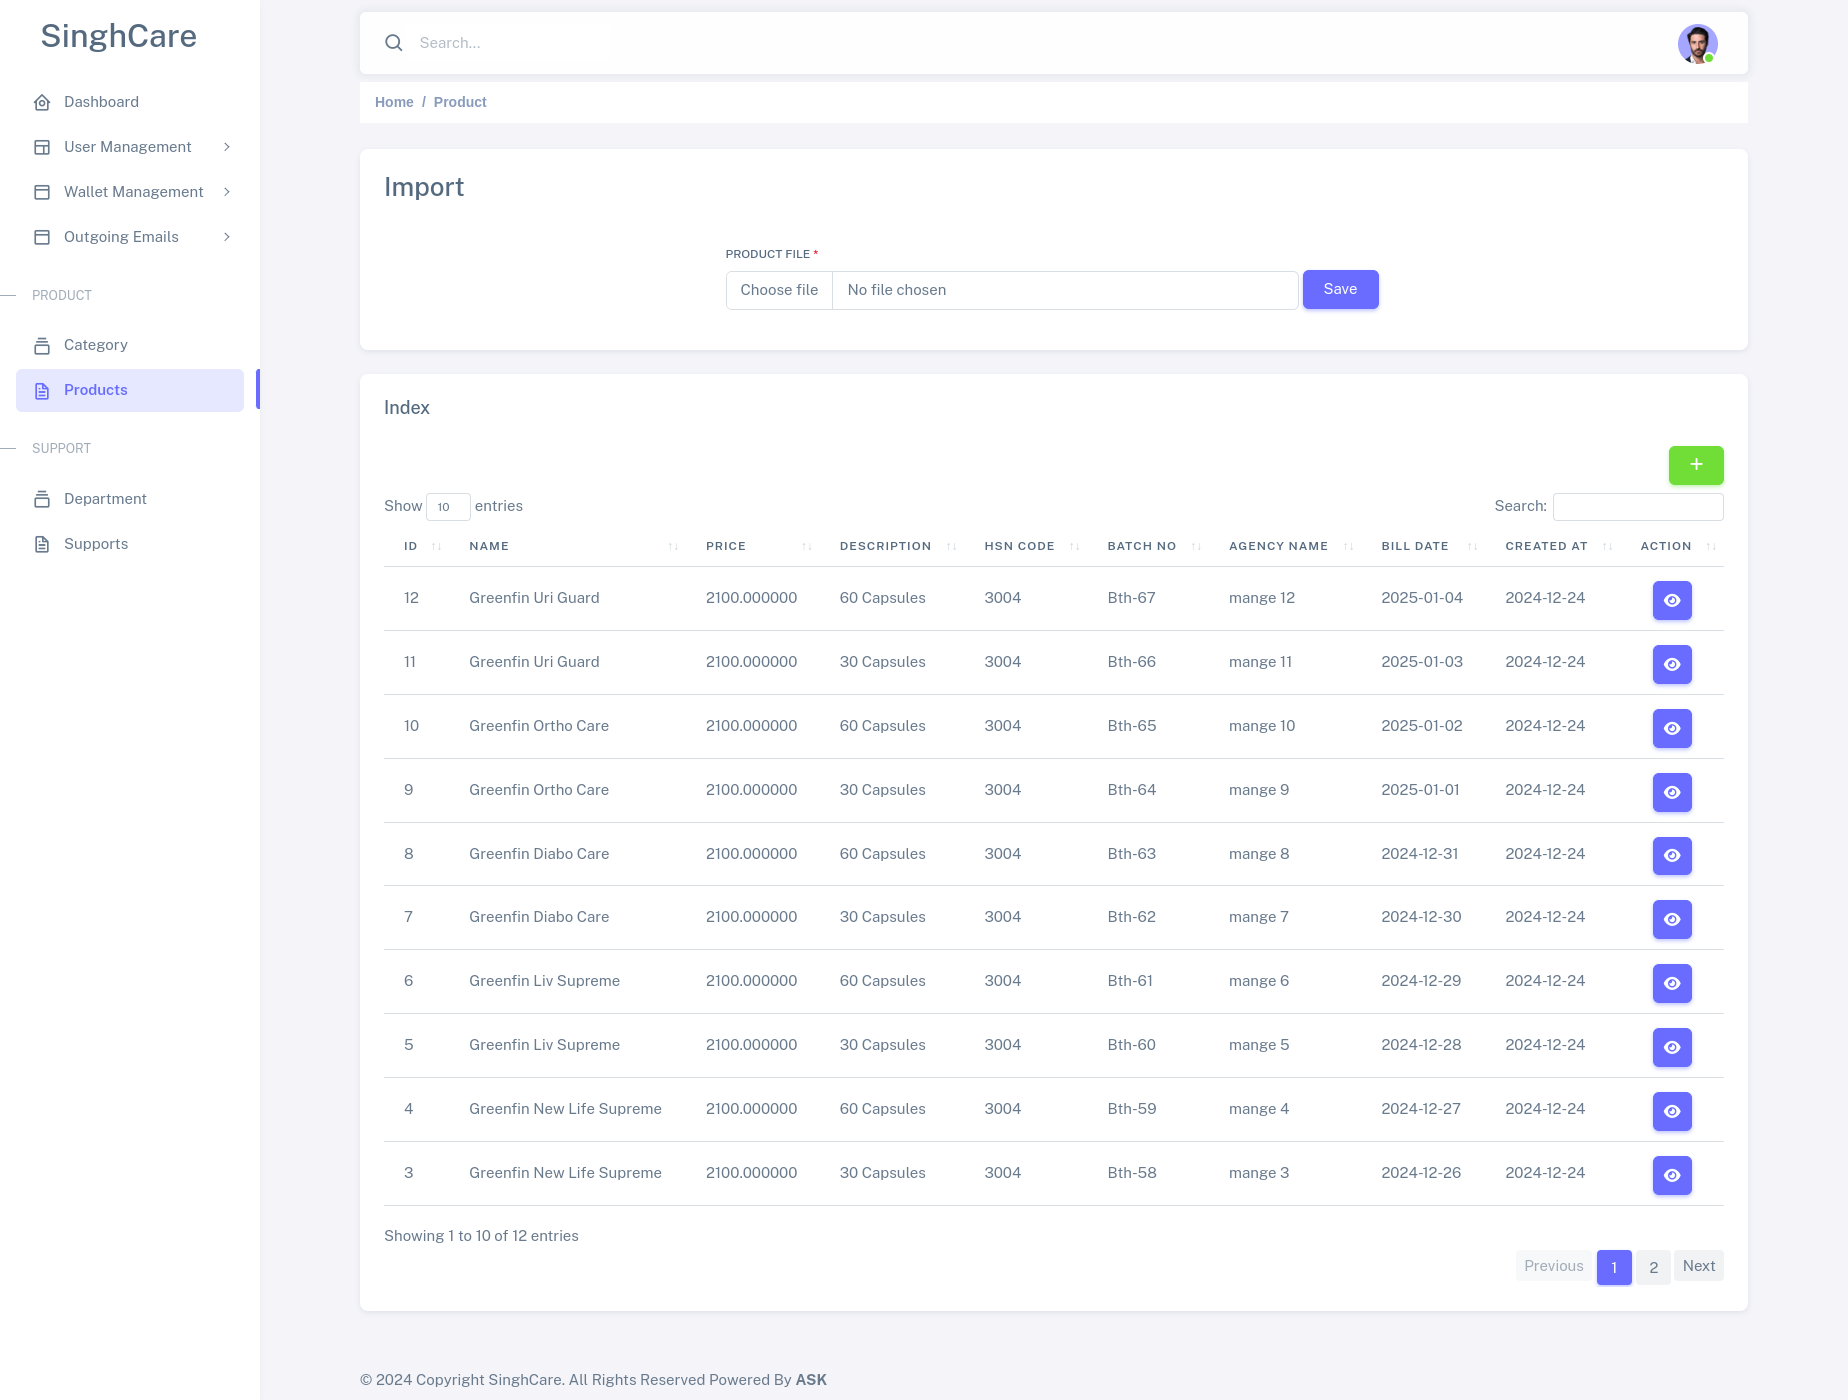 SinghCare
Dashboard
User Management
Wallet Management
Outgoing Emails
PRODUCT
Category
Products
SUPPORT
Department
Supports
Search...
Home / Product
Import
PRODUCT FILE *
Choose file No file chosen Save
Index
+
Show 10 entries Search:
ID NAME PRICE DESCRIPTION HSN CODE BATCH NO AGENCY NAME BILL DATE CREATED AT ACTION
12 Greenfin Uri Guard 2100.000000 60 Capsules 3004 Bth-67 mange 12 2025-01-04 2024-12-24
11 Greenfin Uri Guard 2100.000000 30 Capsules 3004 Bth-66 mange 11 2025-01-03 2024-12-24
10 Greenfin Ortho Care 2100.000000 60 Capsules 3004 Bth-65 mange 10 2025-01-02 2024-12-24
9 Greenfin Ortho Care 2100.000000 30 Capsules 3004 Bth-64 mange 9 2025-01-01 2024-12-24
8 Greenfin Diabo Care 2100.000000 60 Capsules 3004 Bth-63 mange 8 2024-12-31 2024-12-24
7 Greenfin Diabo Care 2100.000000 30 Capsules 3004 Bth-62 mange 7 2024-12-30 2024-12-24
6 Greenfin Liv Supreme 2100.000000 60 Capsules 3004 Bth-61 mange 6 2024-12-29 2024-12-24
5 Greenfin Liv Supreme 2100.000000 30 Capsules 3004 Bth-60 mange 5 2024-12-28 2024-12-24
4 Greenfin New Life Supreme 2100.000000 60 Capsules 3004 Bth-59 mange 4 2024-12-27 2024-12-24
3 Greenfin New Life Supreme 2100.000000 30 Capsules 3004 Bth-58 mange 3 2024-12-26 2024-12-24
Showing 1 to 10 of 12 entries
Previous 1 2 Next
© 2024 Copyright SinghCare. All Rights Reserved Powered By ASK